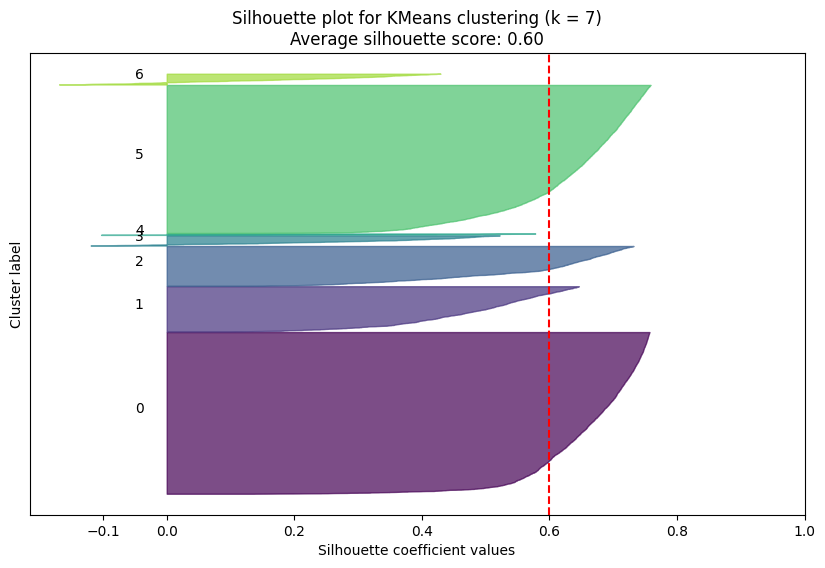 Silhouette plot for KMeans clustering (k = 7)
Average silhouette score: 0.60
Cluster label
6
5
4
3
2
1
0
−0.1 0.0 0.2 0.4 0.6 0.8 1.0
Silhouette coefficient values